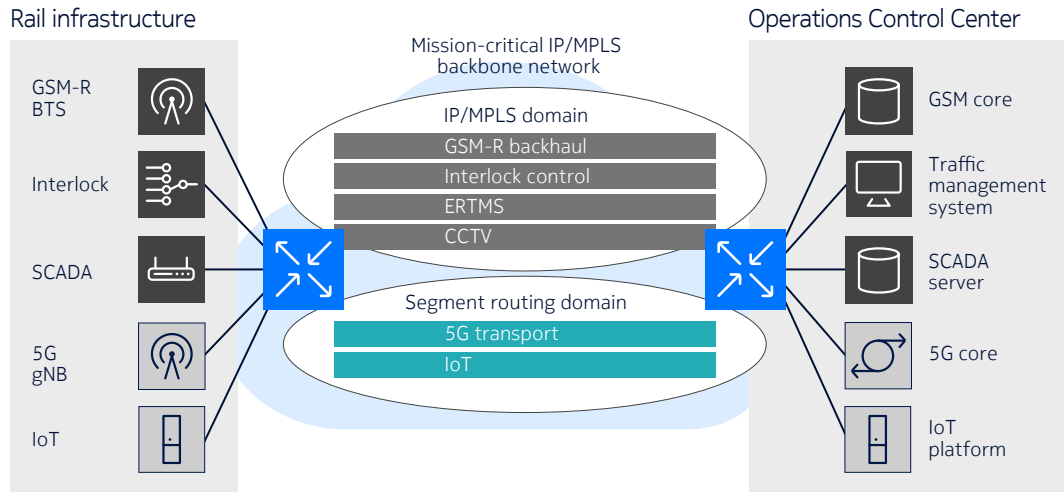 Rail infrastructure
Operations Control Center
Mission-critical IP/MPLS
backbone network
GSM-R
BTS
Interlock
SCADA
5G
gNB
IoT
IP/MPLS domain
GSM-R backhaul
Interlock control
ERTMS
CCTV
Segment routing domain
5G transport
IoT
GSM core
Traffic
management
system
SCADA
server
5G core
IoT
platform